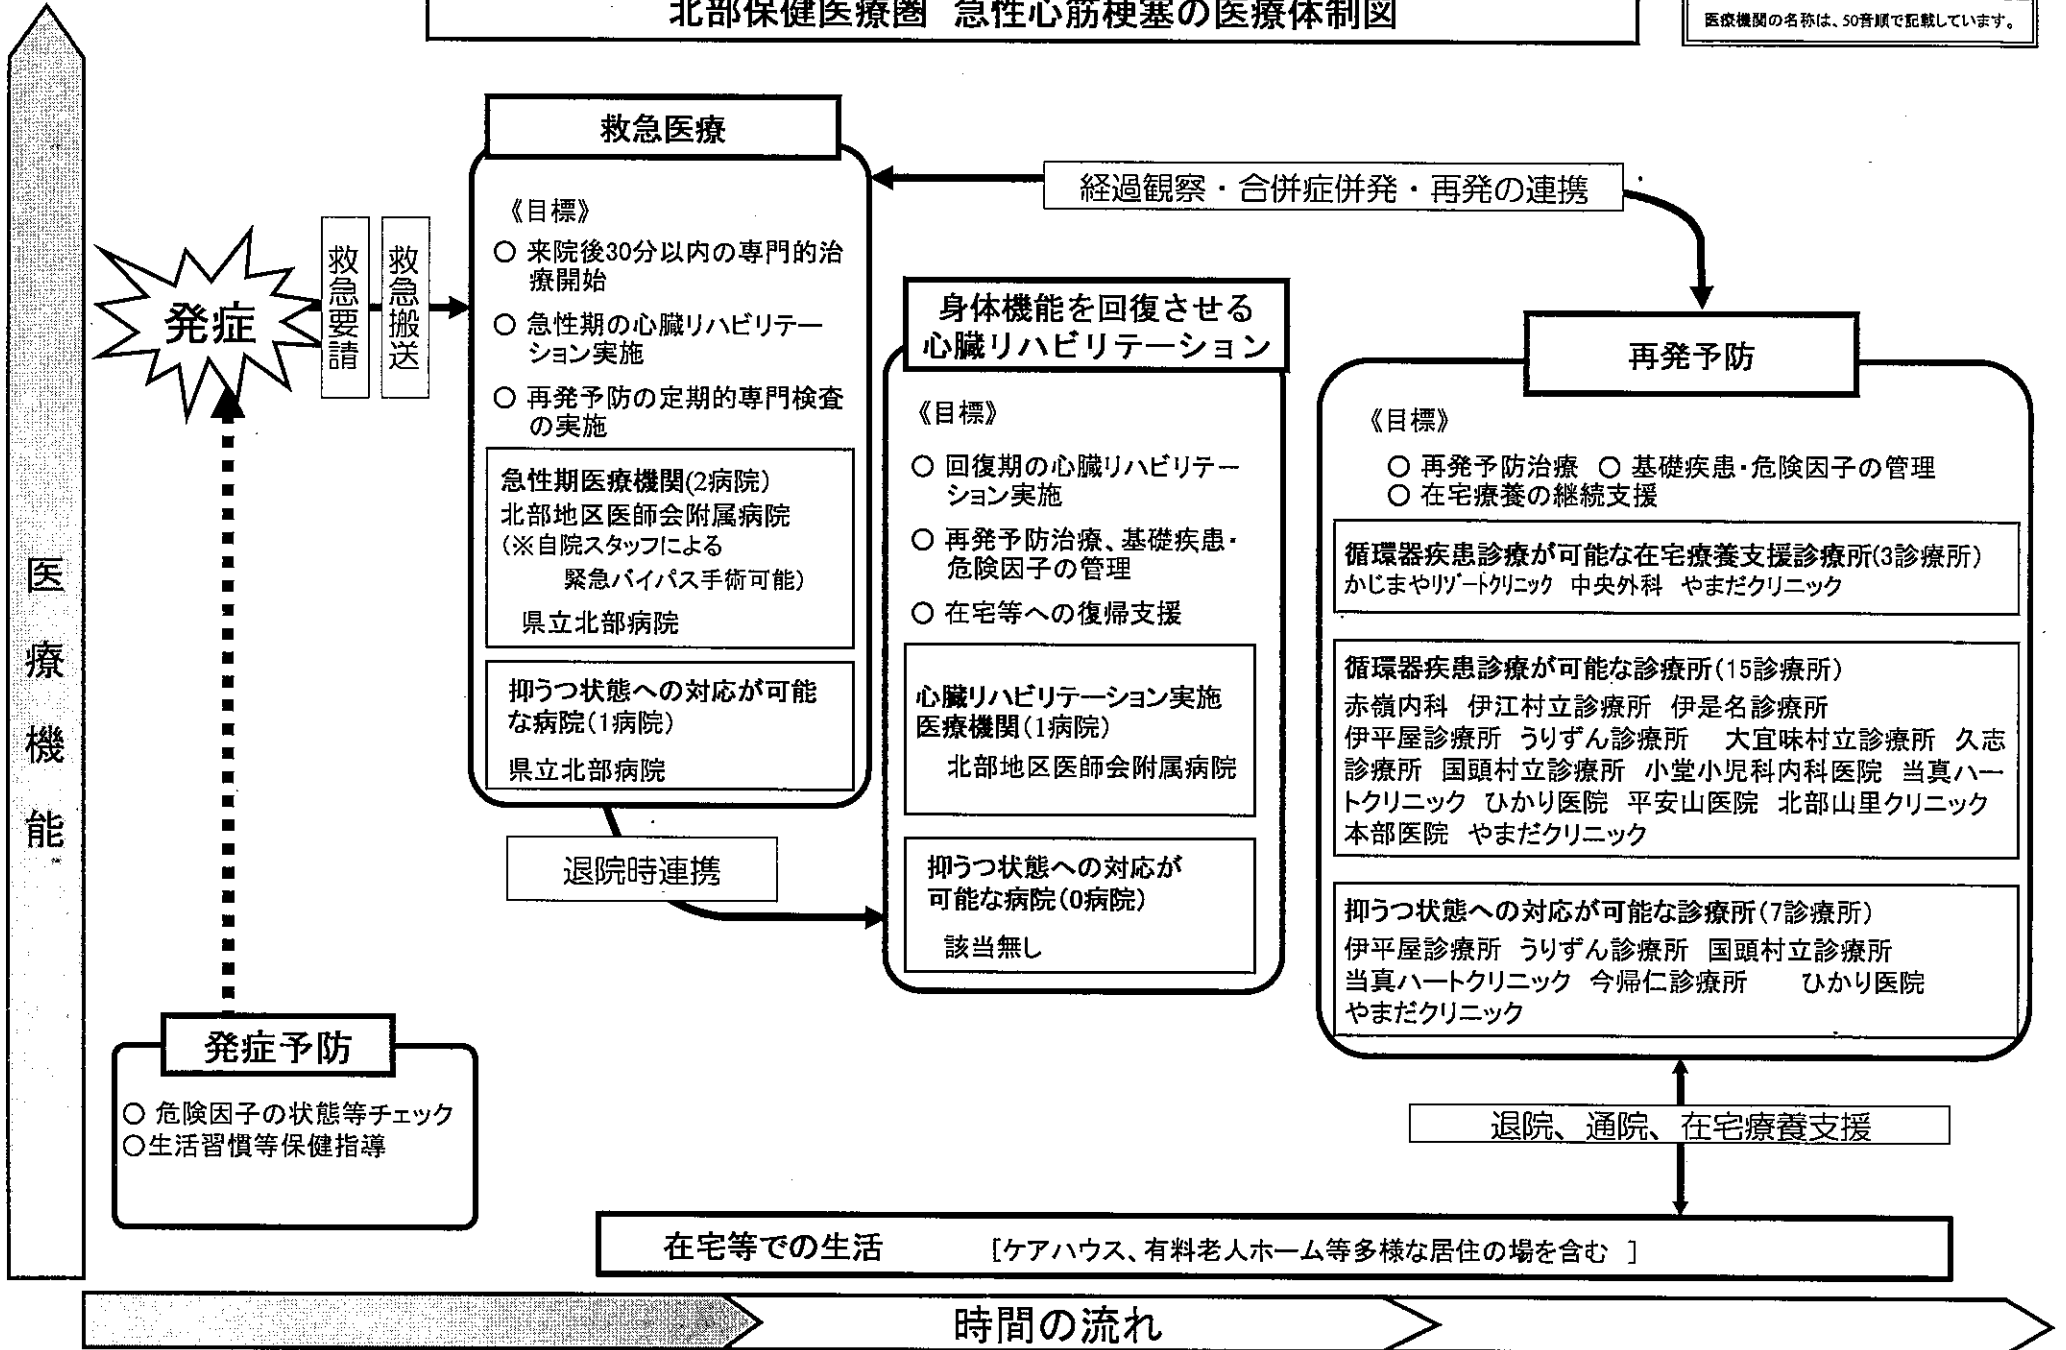 北部保健医療圏 急性心筋梗塞の医療体制図
医療機関の名称は、50音順で記載しています。
医療機能
発症
救急要請
救急搬送
救急医療
《目標》
○ 来院後30分以内の専門的治
療開始
○ 急性期の心臓リハビリテー
ション実施
○ 再発予防の定期的専門検査
の実施
急性期医療機関(2病院)
北部地区医師会附属病院
(※自院スタッフによる
緊急バイパス手術可能)
県立北部病院
抑うつ状態への対応が可能
な病院(1病院)
県立北部病院
退院時連携
経過観察・合併症併発・再発の連携
身体機能を回復させる
心臓リハビリテーション
《目標》
○ 回復期の心臓リハビリテー
ション実施
○ 再発予防治療、基礎疾患・
危険因子の管理
○ 在宅等への復帰支援
心臓リハビリテーション実施
医療機関(1病院)
北部地区医師会附属病院
抑うつ状態への対応が
可能な病院(0病院)
該当無し
再発予防
《目標》
○ 再発予防治療 ○ 基礎疾患・危険因子の管理
○ 在宅療養の継続支援
循環器疾患診療が可能な在宅療養支援診療所(3診療所)
かじまやリゾートクリニック 中央外科 やまだクリニック
循環器疾患診療が可能な診療所(15診療所)
赤嶺内科 伊江村立診療所 伊是名診療所
伊平屋診療所 うりずん診療所 大宜味村立診療所 久志
診療所 国頭村立診療所 小堂小児科内科医院 当真ハー
トクリニック ひかり医院 平安山医院 北部山里クリニック
本部医院 やまだクリニック
抑うつ状態への対応が可能な診療所(7診療所)
伊平屋診療所 うりずん診療所 国頭村立診療所
当真ハートクリニック 今帰仁診療所 ひかり医院
やまだクリニック
発症予防
○ 危険因子の状態等チェック
○生活習慣等保健指導
退院、通院、在宅療養支援
在宅等での生活 [ケアハウス、有料老人ホーム等多様な居住の場を含む ]
時間の流れ